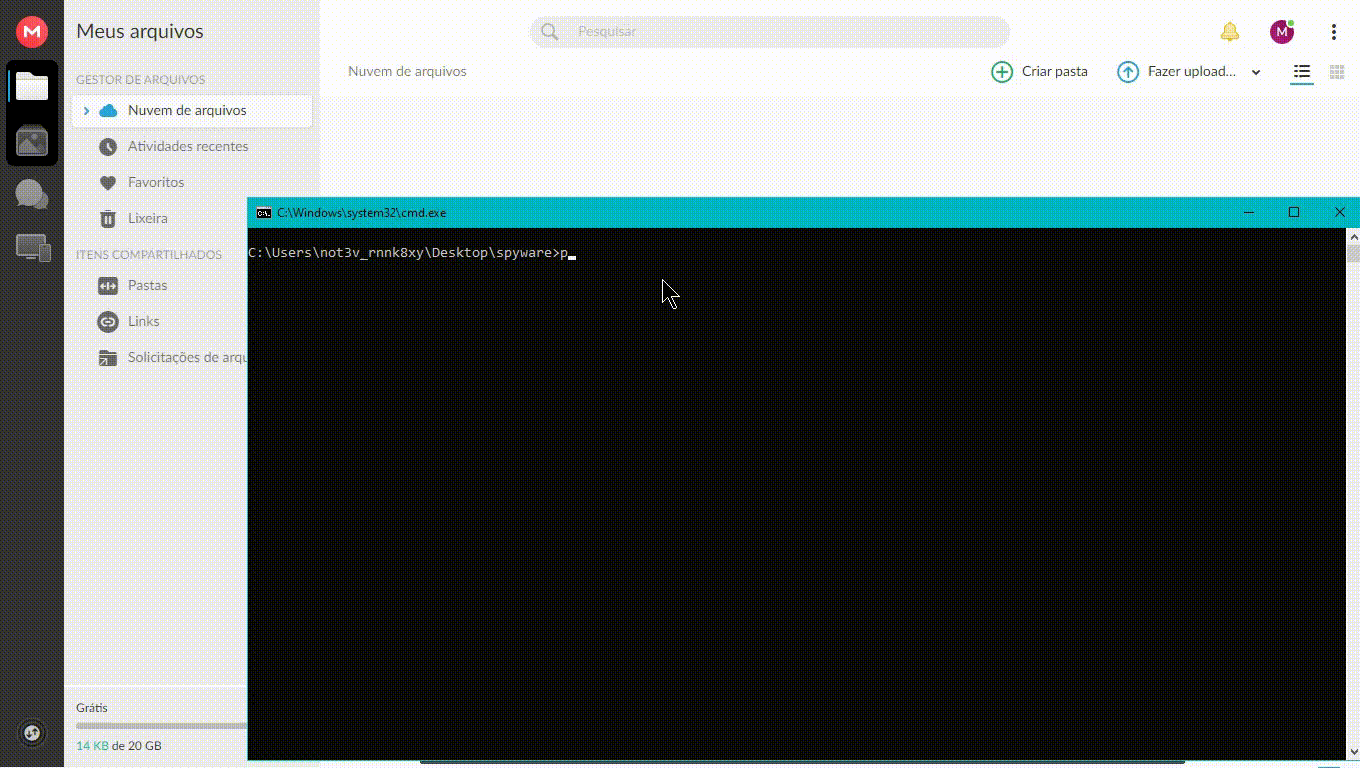 M
Meus arquivos
Pesquisar
M
GESTOR DE ARQUIVOS
Nuvem de arquivos
Criar pasta
Fazer upload...
Nuvem de arquivos
Atividades recentes
Favoritos
Lixeira
C:\Windows\system32\cmd.exe
C:\Users\not3v_rnnk8xy\Desktop\spyware>p
ITENS COMPARTILHADOS
Pastas
Links
Solicitações de arqu
Grátis
14 KB de 20 GB